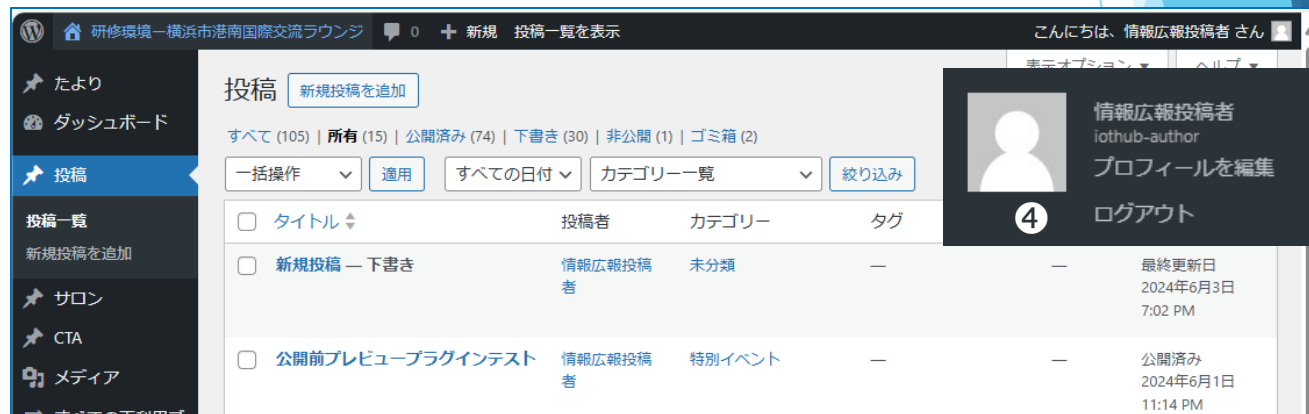 研修環境ー横浜市港南国際交流ラウンジ 0 新規 投稿一覧を表示 こんにちは、情報広報投稿者 さん
たより
ダッシュボード
投稿
投稿一覧
新規投稿を追加
サロン
CTA
メディア
投稿 新規投稿を追加
表示オプション ヘルプ
すべて (105) | 所有 (15) | 公開済み (74) | 下書き (30) | 非公開 (1) | ゴミ箱 (2)
一括操作 適用 すべての日付 カテゴリー一覧 絞り込み
情報広報投稿者
iothub-author
プロフィールを編集
❹ ログアウト
タイトル 投稿者 カテゴリー タグ
新規投稿 — 下書き 情報広報投稿 未分類 — — 最終更新日
者 2024年6月3日
7:02 PM
公開前プレビュープラグインテスト 情報広報投稿 特別イベント — — 公開済み
者 2024年6月1日
11:14 PM